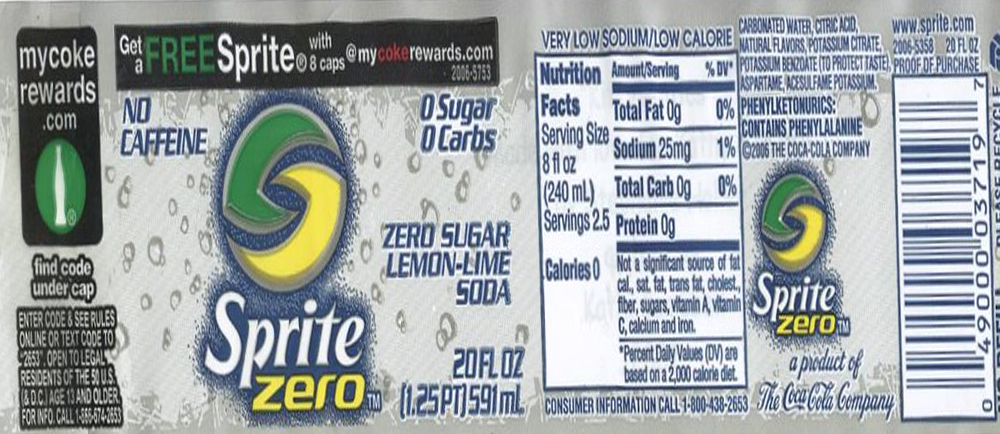 mycoke
rewards
.com
find code
under cap
ENTER CODE & SEE RULES
ONLINE OR TEXT CODE TO
"2653". OPEN TO LEGAL
RESIDENTS OF THE 50 U.S.
(& D.C.) AGE 13 AND OLDER.
FOR INFO. CALL 1-866-674-2653
Get a FREE Sprite® with 8 caps @mycokerewards.com
2006-5753
NO
CAFFEINE
0 Sugar
0 Carbs
ZERO SUGAR
LEMON-LIME
SODA
Sprite
zero™
20 FL OZ
(1.25 PT) 591 mL
VERY LOW SODIUM/LOW CALORIE
Nutrition
Facts
Serving Size
8 fl oz
(240 mL)
Servings 2.5
Calories 0
Amount/Serving % DV*
Total Fat 0g 0%
Sodium 25mg 1%
Total Carb 0g 0%
Protein 0g
Not a significant source of fat
cal., sat. fat, trans fat, cholest.,
fiber, sugars, vitamin A, vitamin
C, calcium and iron.
*Percent Daily Values (DV) are
based on a 2,000 calorie diet.
CONSUMER INFORMATION CALL 1-800-438-2653
CARBONATED WATER, CITRIC ACID,
NATURAL FLAVORS, POTASSIUM CITRATE,
POTASSIUM BENZOATE (TO PROTECT TASTE),
ASPARTAME, ACESULFAME POTASSIUM.
PHENYLKETONURICS:
CONTAINS PHENYLALANINE
©2006 THE COCA-COLA COMPANY
Sprite
zero™
a product of
The Coca-Cola Company
www.sprite.com
2006-5358 20 FL OZ
PROOF OF PURCHASE
0 49000 03719 7